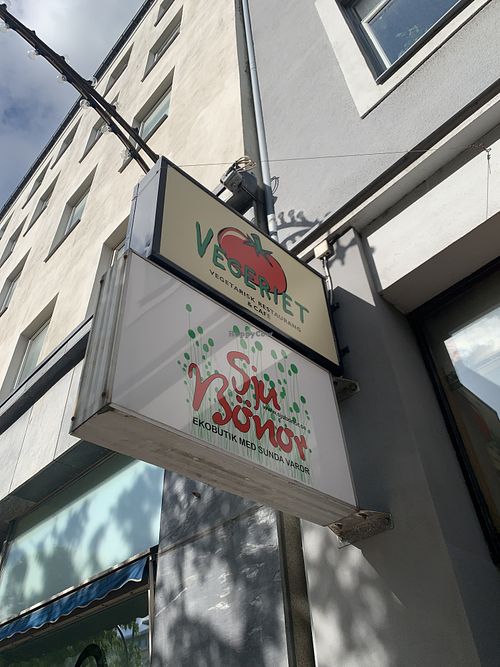 VEGERIET
VEGETARISK RESTAURANG
& CAFÉ
Sju
Bönor
EKOBUTIK MED SUNDA VAROR